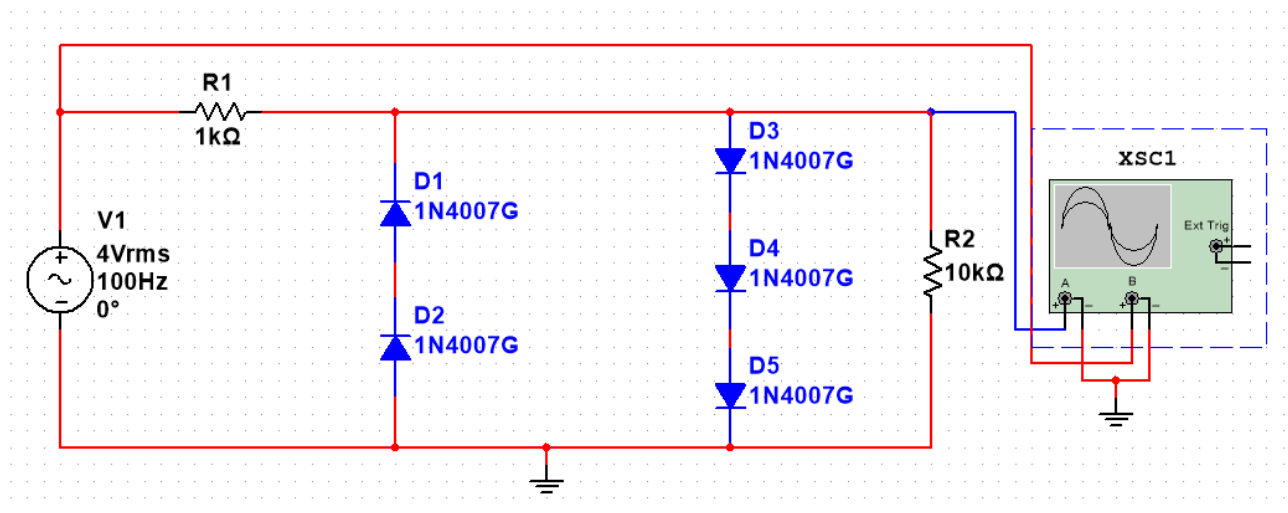 R1
1kΩ
V1
4Vrms
100Hz
0°
D1
1N4007G
D2
1N4007G
D3
1N4007G
D4
1N4007G
D5
1N4007G
R2
10kΩ
XSC1
Ext Trig
+
−
A
B
+
−
+
−